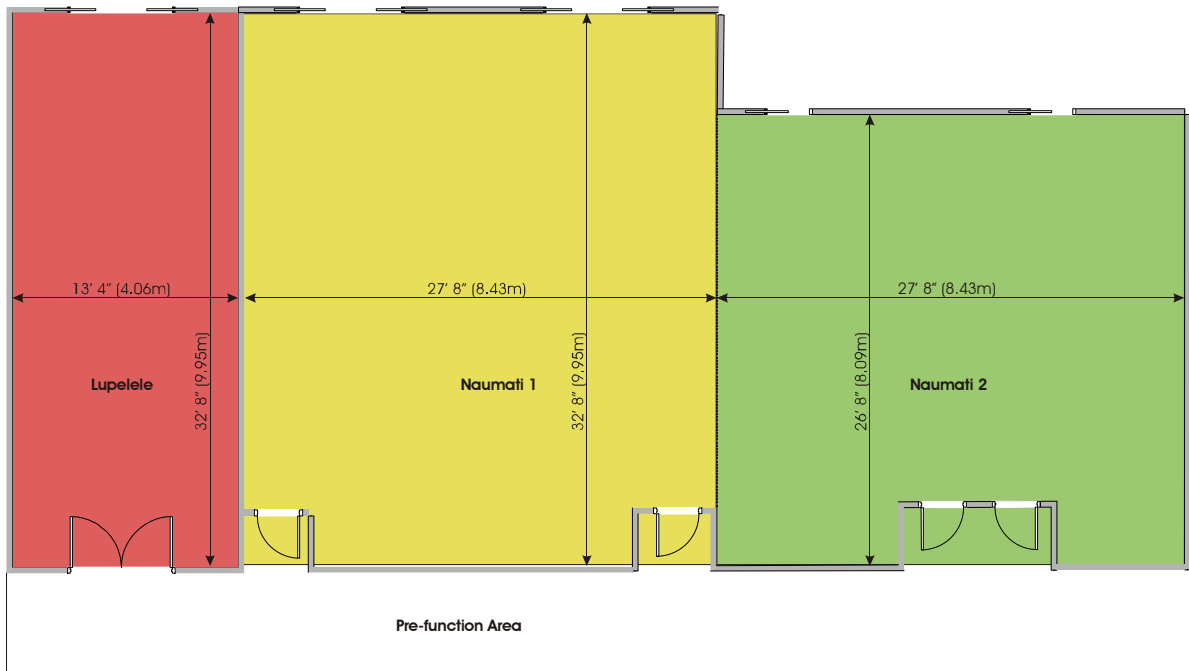 13’ 4” (4.06m)
27’ 8” (8.43m)
27’ 8” (8.43m)
32’ 8” (9.95m)
32’ 8” (9.95m)
26’ 8” (8.09m)
Lupelele
Naumati 1
Naumati 2
Pre-function Area